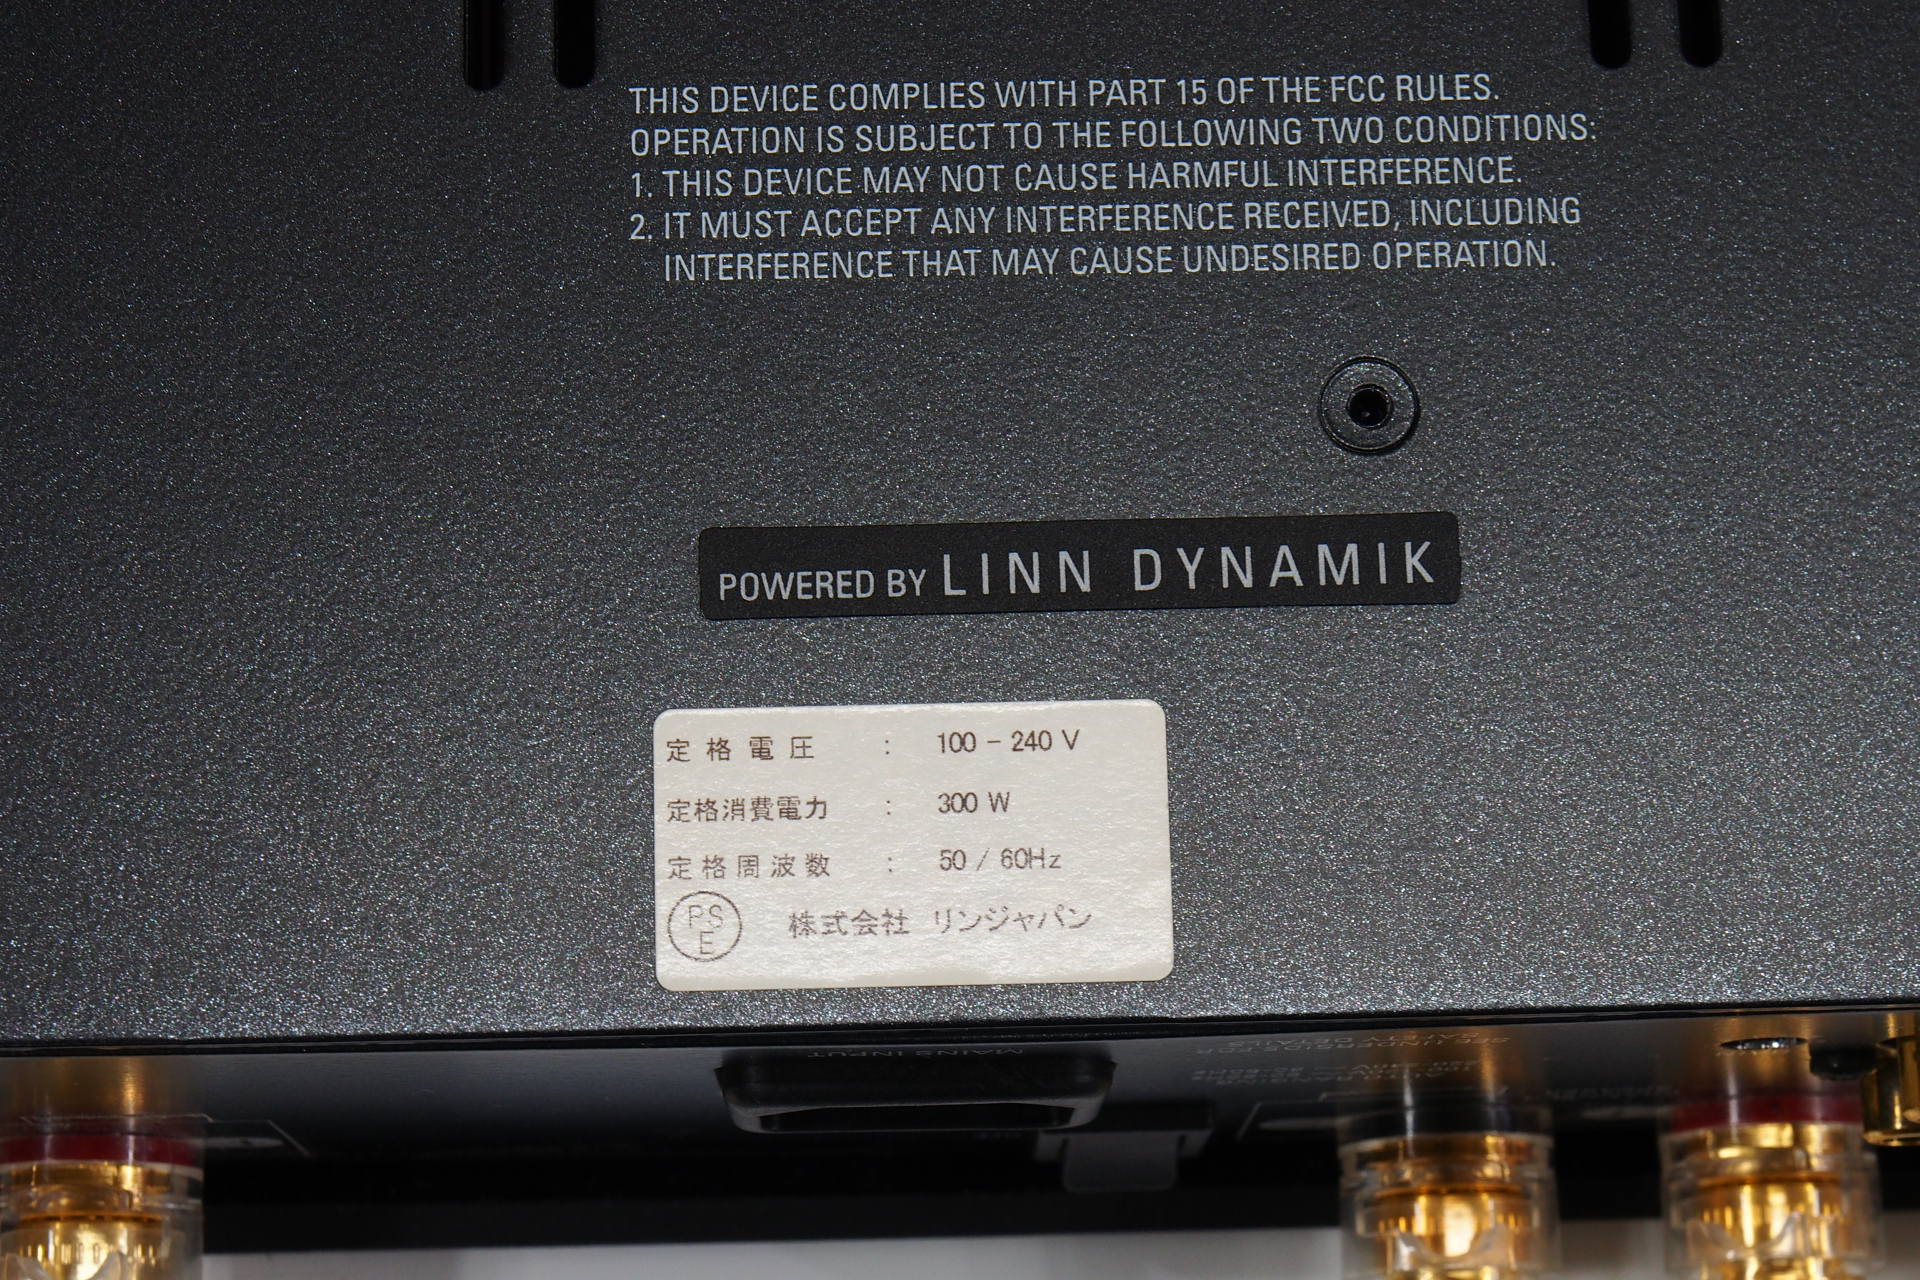 THIS DEVICE COMPLIES WITH PART 15 OF THE FCC RULES.
OPERATION IS SUBJECT TO THE FOLLOWING TWO CONDITIONS:
1. THIS DEVICE MAY NOT CAUSE HARMFUL INTERFERENCE.
2. IT MUST ACCEPT ANY INTERFERENCE RECEIVED, INCLUDING
INTERFERENCE THAT MAY CAUSE UNDESIRED OPERATION.
POWERED BY LINN DYNAMIK
定格電圧 : 100 - 240 V
定格消費電力 : 300 W
定格周波数 : 50 / 60Hz
PSE 株式会社 リンジャパン
MAINS INPUT